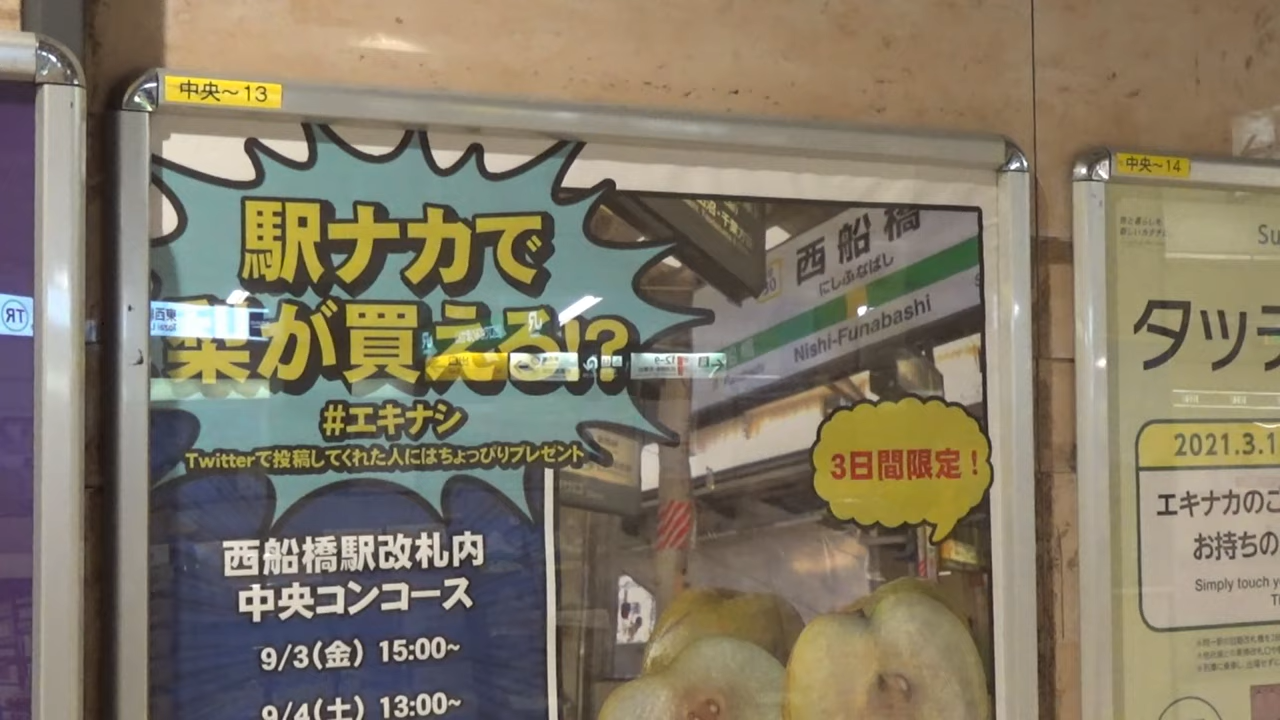 中央～13
駅ナカで
梨が買える!?
#エキナシ
Twitterで投稿してくれた人にはちょっぴりプレゼント
西船橋駅改札内
中央コンコース
9/3(金) 15:00~
9/4(土) 13:00~
西船橋
にしふなばし
Nishi-Funabashi
3日間限定!
中央～14
Su
タッチ
2021.3.1
エキナカのこ
お持ちの
Simply touch y
TR